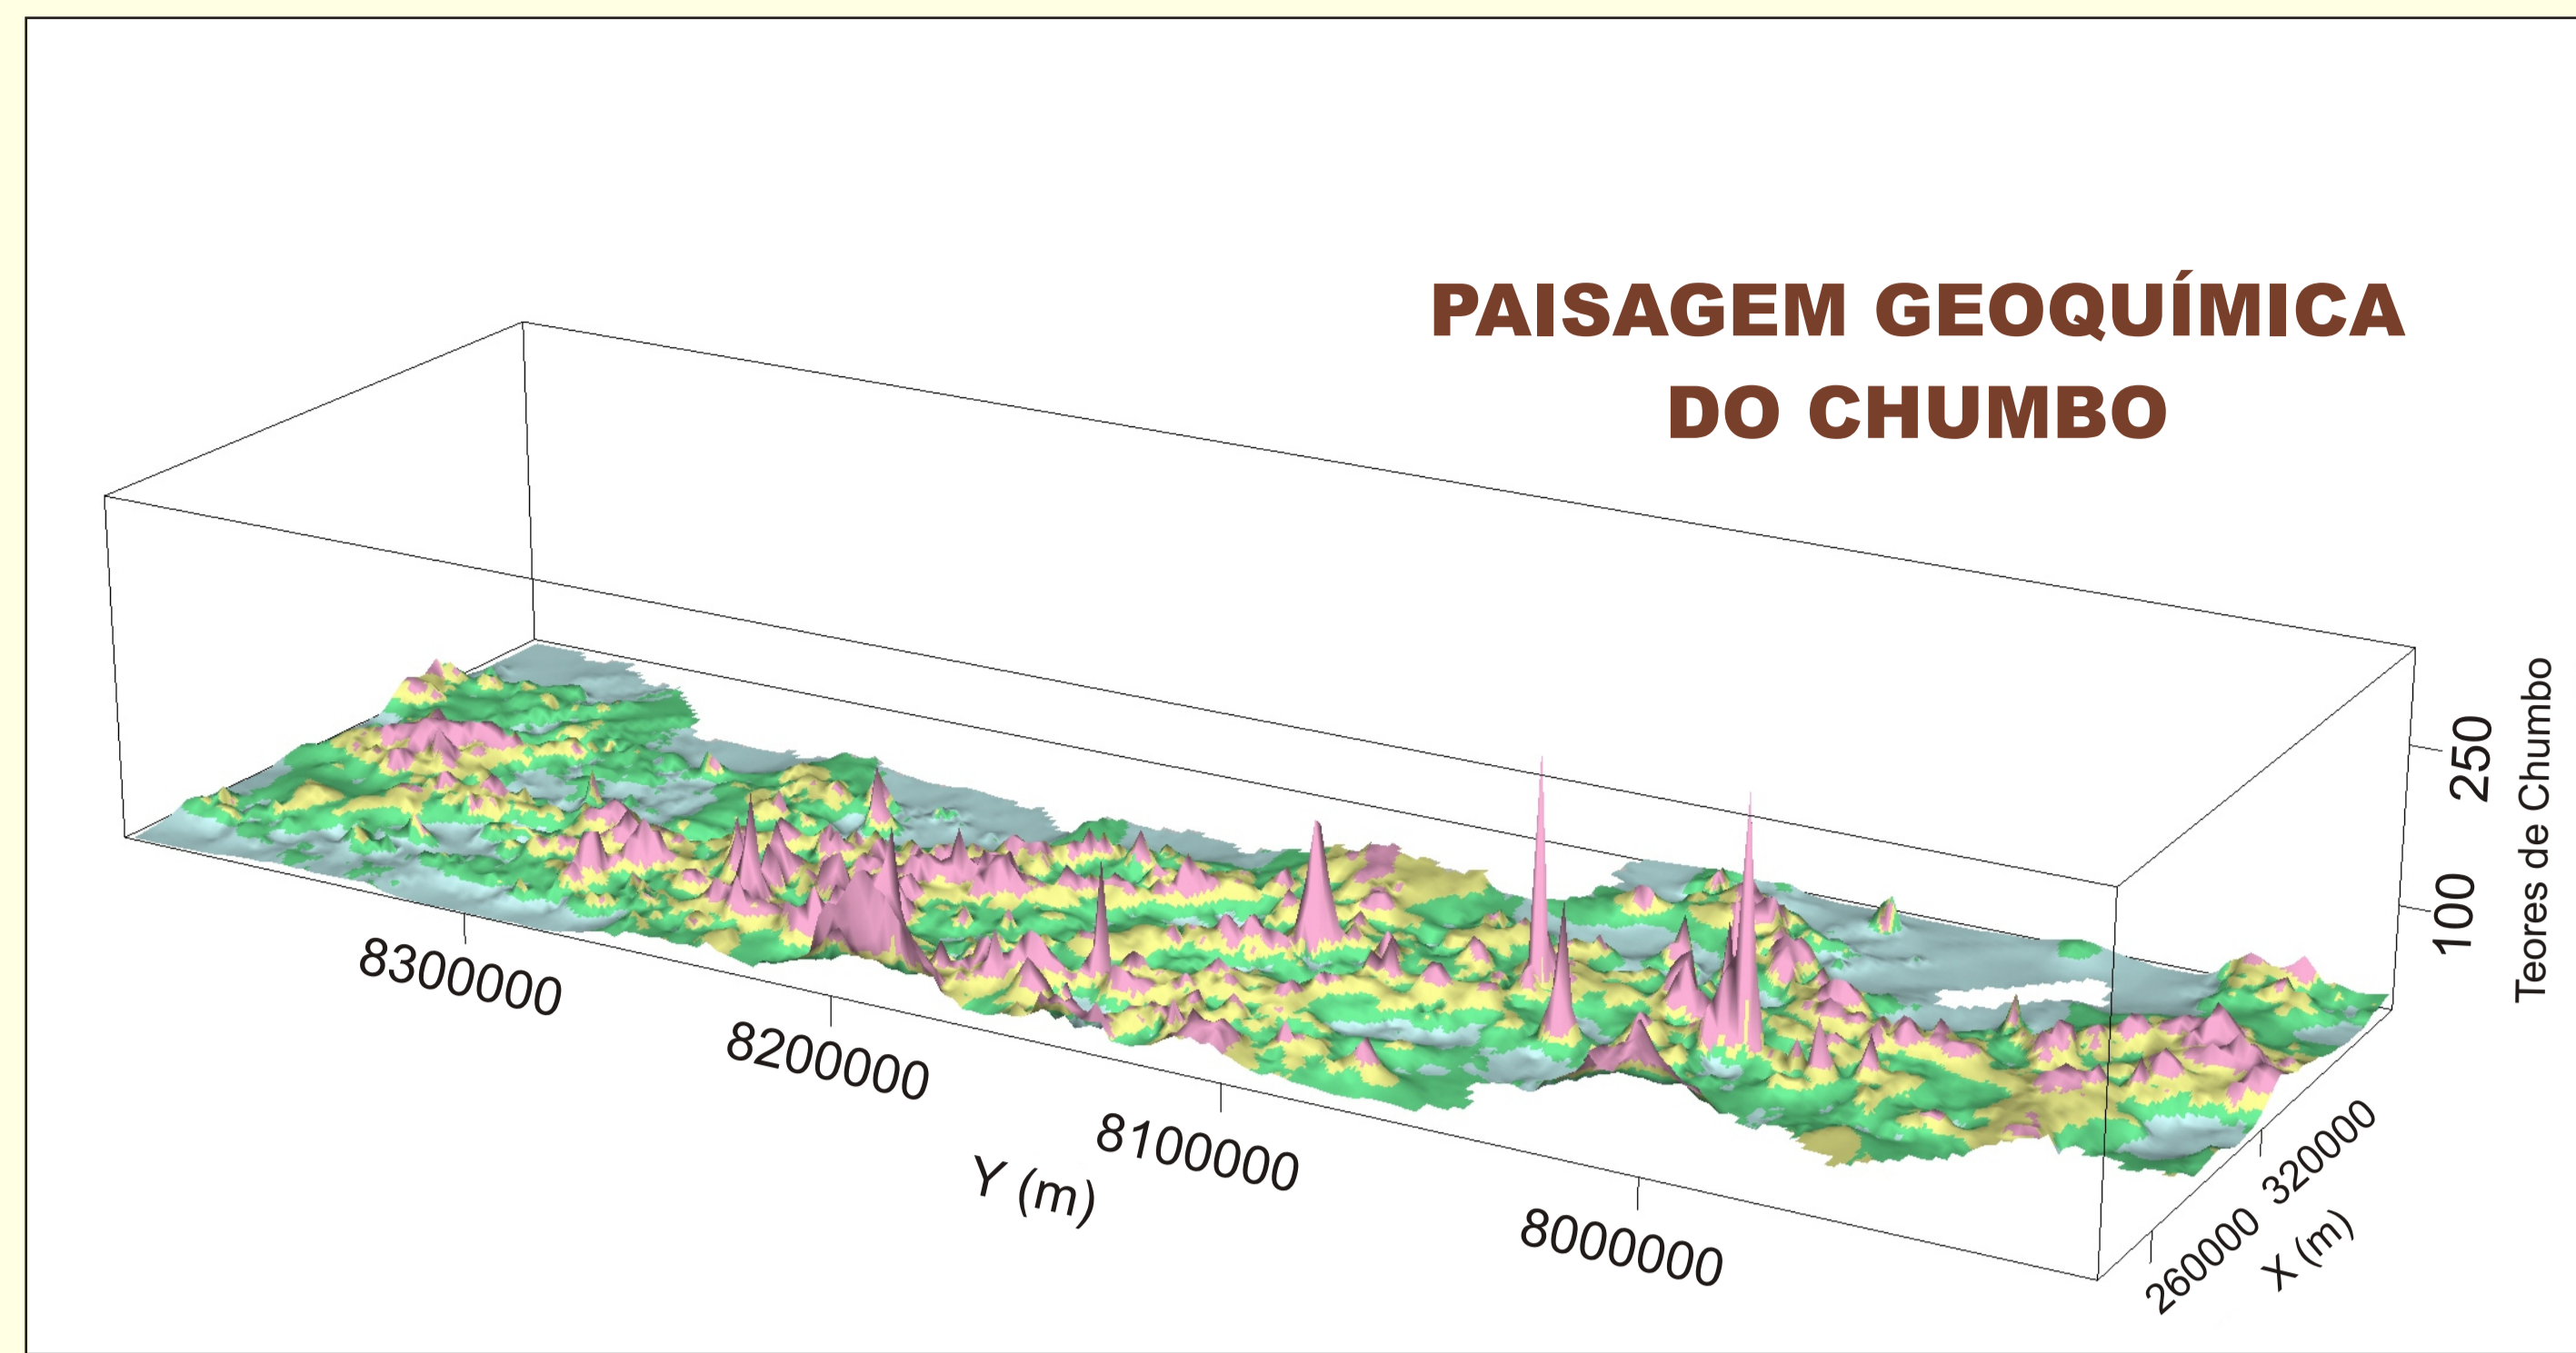 PAISAGEM GEOQUÍMICA
DO CHUMBO
250
100
Teores de Chumbo
8300000
8200000
8100000
8000000
Y (m)
320000
260000
X (m)